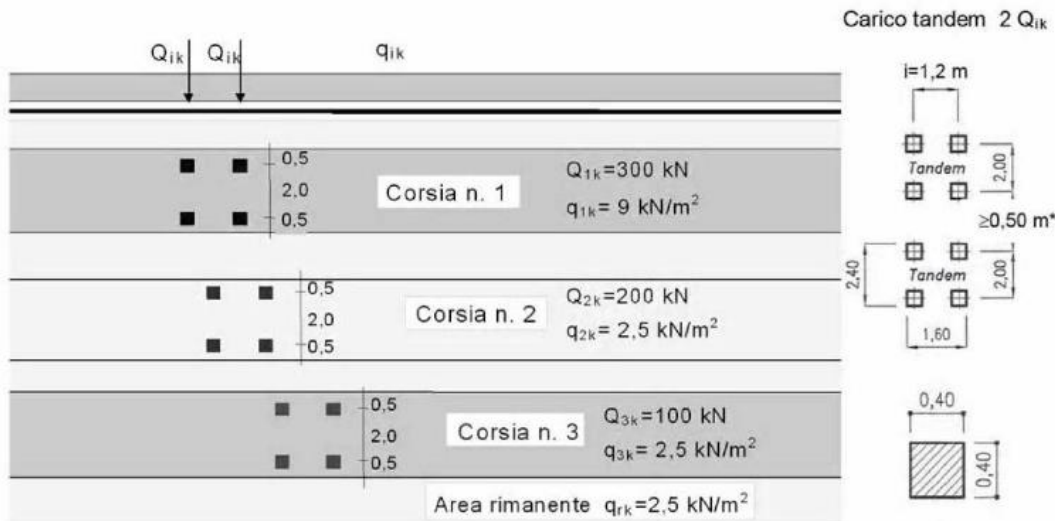 Carico tandem 2 Qik
Qik Qik qik
i=1,2 m
0,5
2,0
0,5
Corsia n. 1
Q1k=300 kN
q1k= 9 kN/m²
Tandem
2,00
≥0,50 m*
0,5
2,0
0,5
Corsia n. 2
Q2k=200 kN
q2k= 2,5 kN/m²
2,40
Tandem
2,00
1,60
0,5
2,0
0,5
Corsia n. 3
Q3k=100 kN
q3k= 2,5 kN/m²
0,40
0,40
Area rimanente qrk=2,5 kN/m²